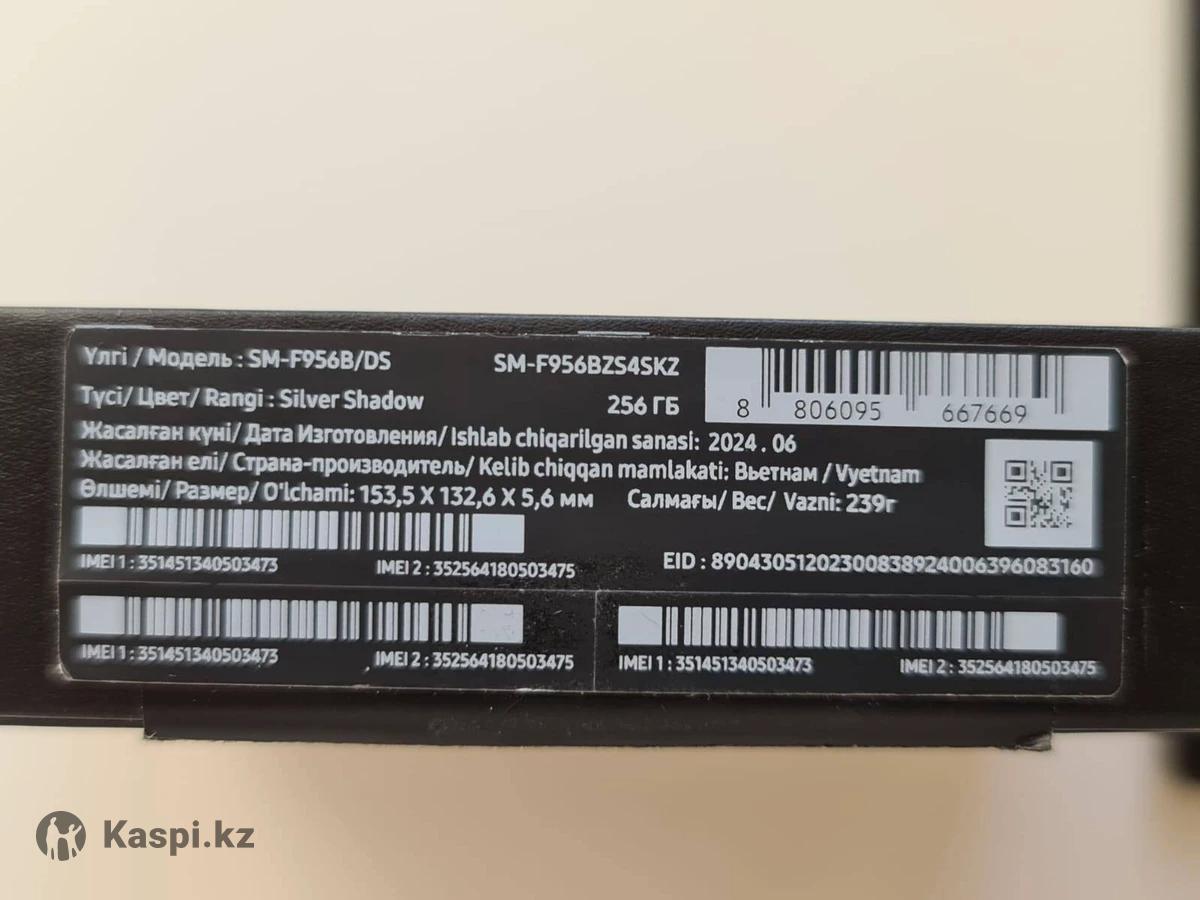 Үлгі / Модель : SM-F956B/DS SM-F956BZS4SKZ
Түсі/ Цвет/ Rangi : Silver Shadow 256 ГБ
8 806095 667669
Жасалған күні/ Дата Изготовления/ Ishlab chiqarilgan sanasi: 2024 . 06
Жасалған елі/ Страна-производитель/ Kelib chiqqan mamlakati: Вьетнам / Vyetnam
Өлшемі/ Размер/ O'lchami: 153,5 X 132,6 X 5,6 мм Салмағы/ Вес/ Vazni: 239г
IMEI 1 : 351451340503473 IMEI 2 : 352564180503475 EID : 89043051202300838924006396083160
IMEI 1 : 351451340503473 IMEI 2 : 352564180503475 IMEI 1 : 351451340503473 IMEI 2 : 352564180503475
Kaspi.kz